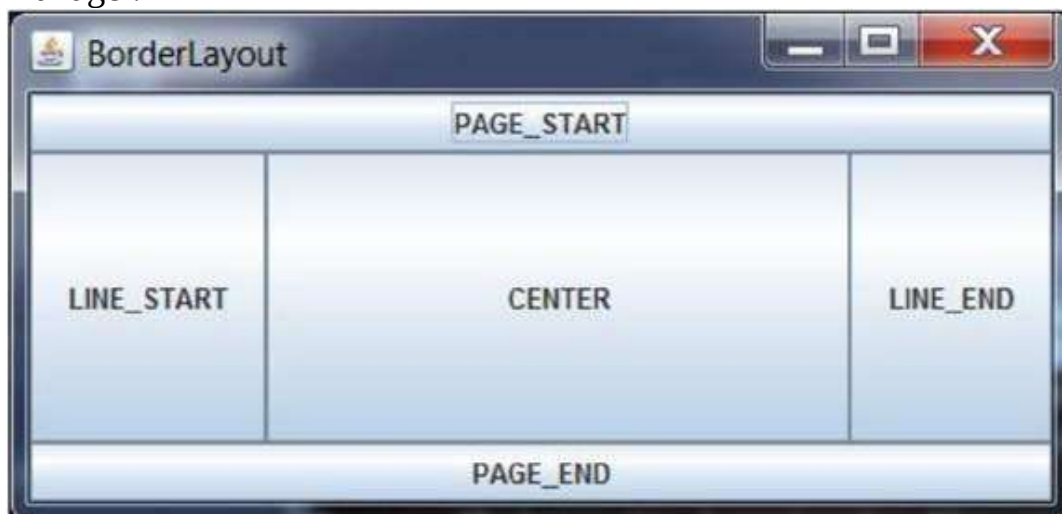 BorderLayout
PAGE_START
LINE_START
CENTER
LINE_END
PAGE_END